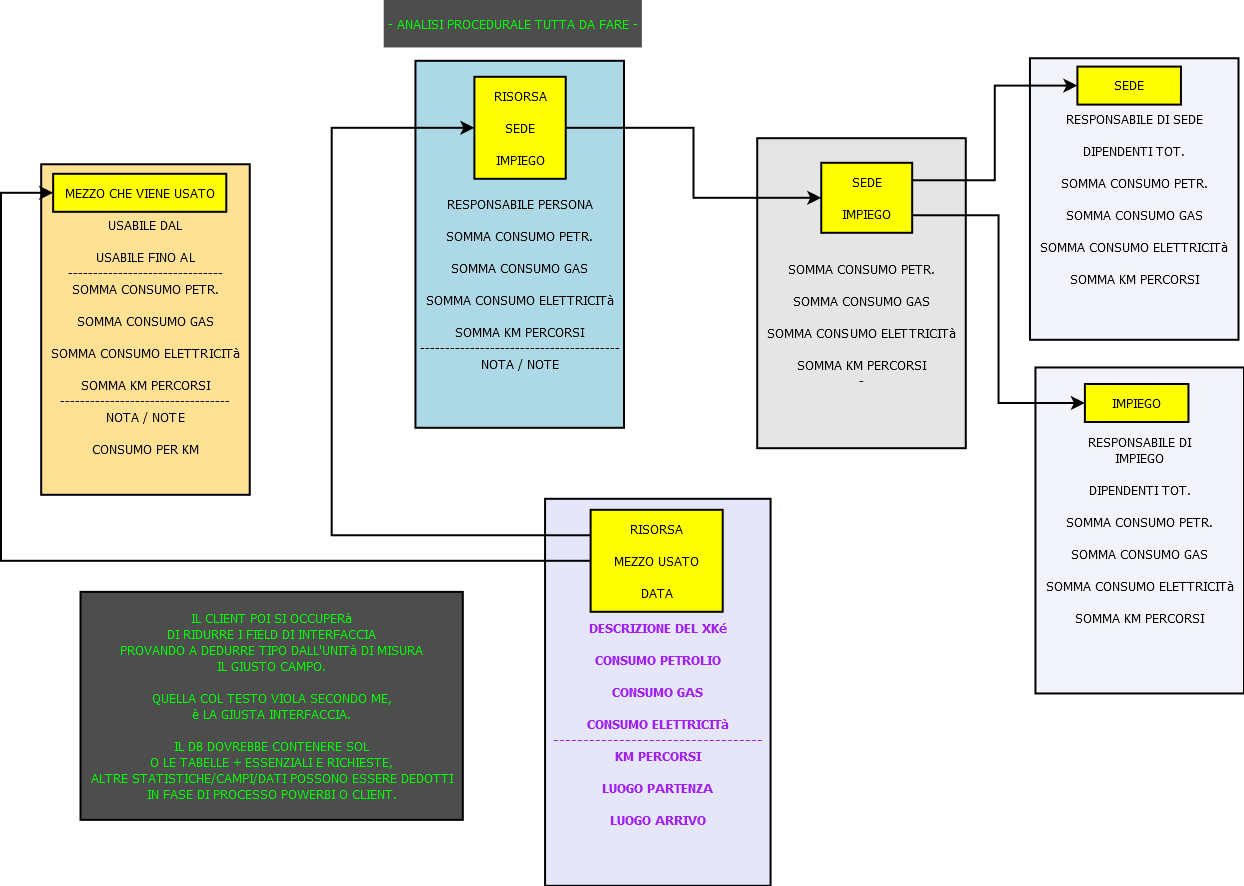 - ANALISI PROCEDURALE TUTTA DA FARE -
MEZZO CHE VIENE USATO
USABILE DAL
USABILE FINO AL
-------------------------------
SOMMA CONSUMO PETR.
SOMMA CONSUMO GAS
SOMMA CONSUMO ELETTRICITà
SOMMA KM PERCORSI
----------------------------------
NOTA / NOTE
CONSUMO PER KM
RISORSA
SEDE
IMPIEGO
RESPONSABILE PERSONA
SOMMA CONSUMO PETR.
SOMMA CONSUMO GAS
SOMMA CONSUMO ELETTRICITà
SOMMA KM PERCORSI
----------------------------------------
NOTA / NOTE
SEDE
IMPIEGO
SOMMA CONSUMO PETR.
SOMMA CONSUMO GAS
SOMMA CONSUMO ELETTRICITà
SOMMA KM PERCORSI
-
SEDE
RESPONSABILE DI SEDE
DIPENDENTI TOT.
SOMMA CONSUMO PETR.
SOMMA CONSUMO GAS
SOMMA CONSUMO ELETTRICITà
SOMMA KM PERCORSI
IMPIEGO
RESPONSABILE DI
IMPIEGO
DIPENDENTI TOT.
SOMMA CONSUMO PETR.
SOMMA CONSUMO GAS
SOMMA CONSUMO ELETTRICITà
SOMMA KM PERCORSI
RISORSA
MEZZO USATO
DATA
DESCRIZIONE DEL XKé
CONSUMO PETROLIO
CONSUMO GAS
CONSUMO ELETTRICITà
------------------------------------
KM PERCORSI
LUOGO PARTENZA
LUOGO ARRIVO
IL CLIENT POI SI OCCUPERà
DI RIDURRE I FIELD DI INTERFACCIA
PROVANDO A DEDURRE TIPO DALL'UNITà DI MISURA
IL GIUSTO CAMPO.
QUELLA COL TESTO VIOLA SECONDO ME,
è LA GIUSTA INTERFACCIA.
IL DB DOVREBBE CONTENERE SOL
O LE TABELLE + ESSENZIALI E RICHIESTE,
ALTRE STATISTICHE/CAMPI/DATI POSSONO ESSERE DEDOTTI
IN FASE DI PROCESSO POWERBI O CLIENT.